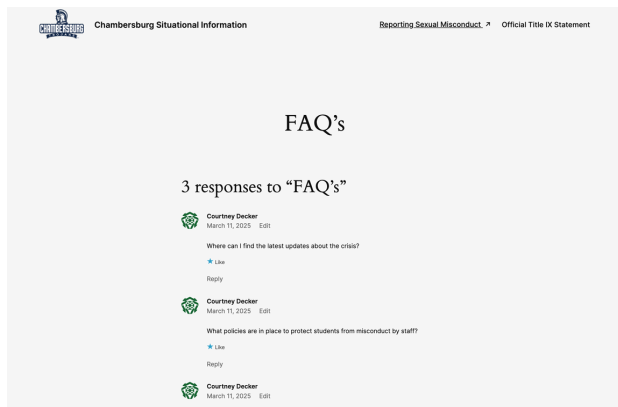 CHAMBERSBURG
TROJANS
Chambersburg Situational Information
Reporting Sexual Misconduct ↗
Official Title IX Statement
FAQ’s
3 responses to “FAQ’s”
Courtney Decker
March 11, 2025 Edit
Where can I find the latest updates about the crisis?
★ Like
Reply
Courtney Decker
March 11, 2025 Edit
What policies are in place to protect students from misconduct by staff?
★ Like
Reply
Courtney Decker
March 11, 2025 Edit